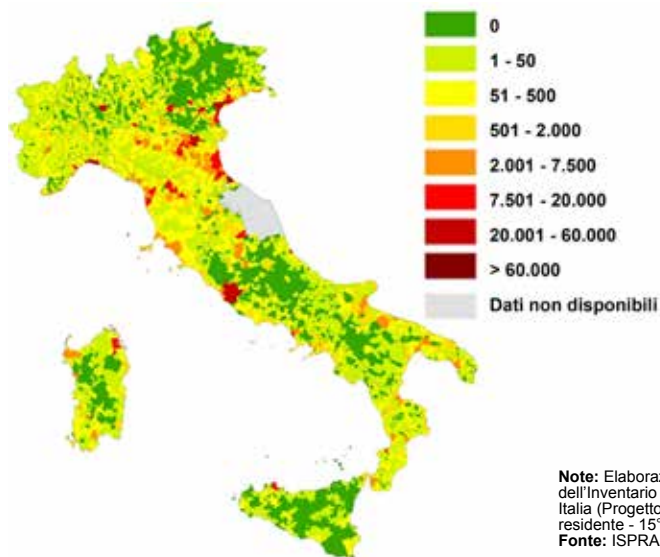 0
1 - 50
51 - 500
501 - 2.000
2.001 - 7.500
7.501 - 20.000
20.001 - 60.000
> 60.000
Dati non disponibili
Note: Elaboraz
dell'Inventario
Italia (Progetto
residente - 15°
Fonte: ISPRA